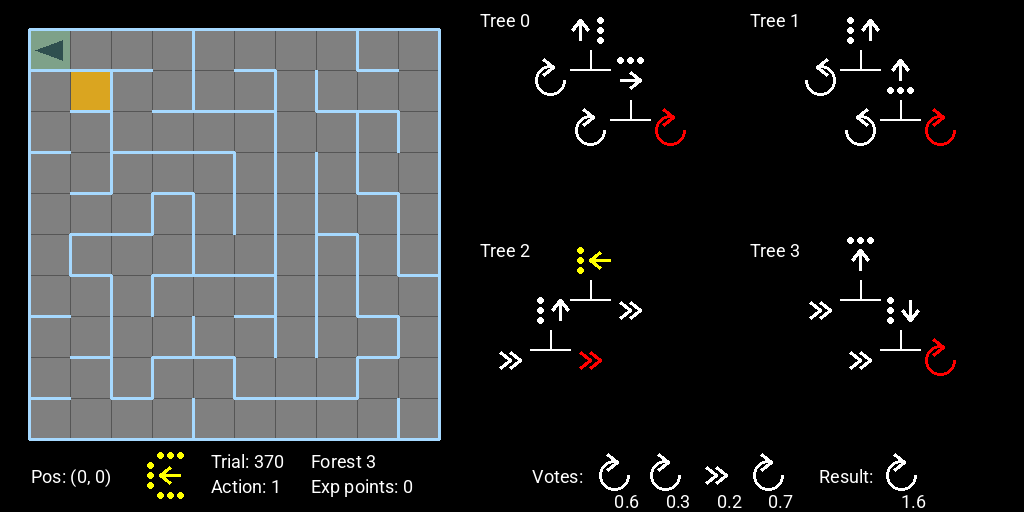 Tree 0
Tree 1
Tree 2
Tree 3
Pos: (0, 0)
Trial: 370
Forest 3
Action: 1
Exp points: 0
Votes:
0.6
0.3
0.2
0.7
Result:
1.6